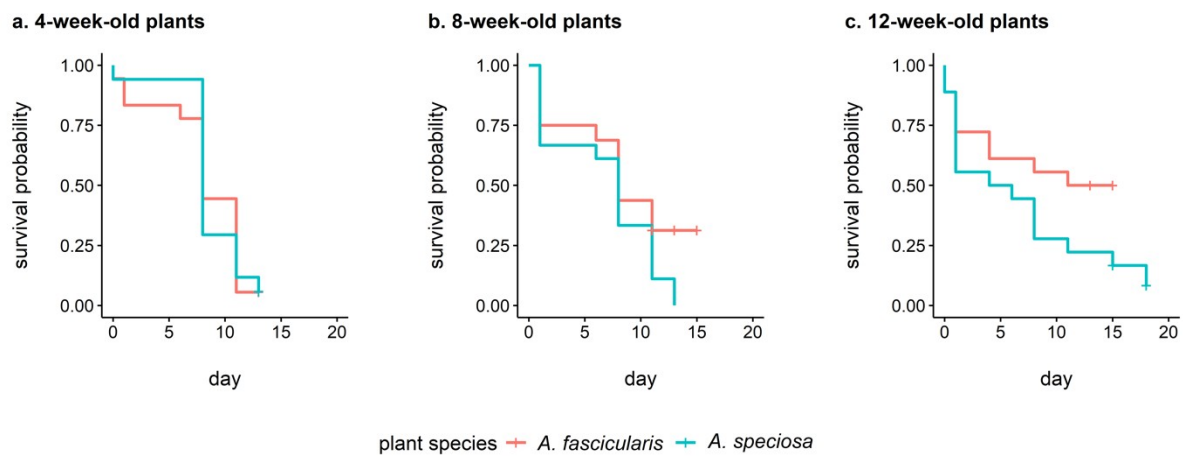 a. 4-week-old plants
b. 8-week-old plants
c. 12-week-old plants
survival probability
1.00
0.75
0.50
0.25
0.00
0 5 10 15 20
day
survival probability
1.00
0.75
0.50
0.25
0.00
0 5 10 15 20
day
survival probability
1.00
0.75
0.50
0.25
0.00
0 5 10 15 20
day
plant species A. fascicularis A. speciosa